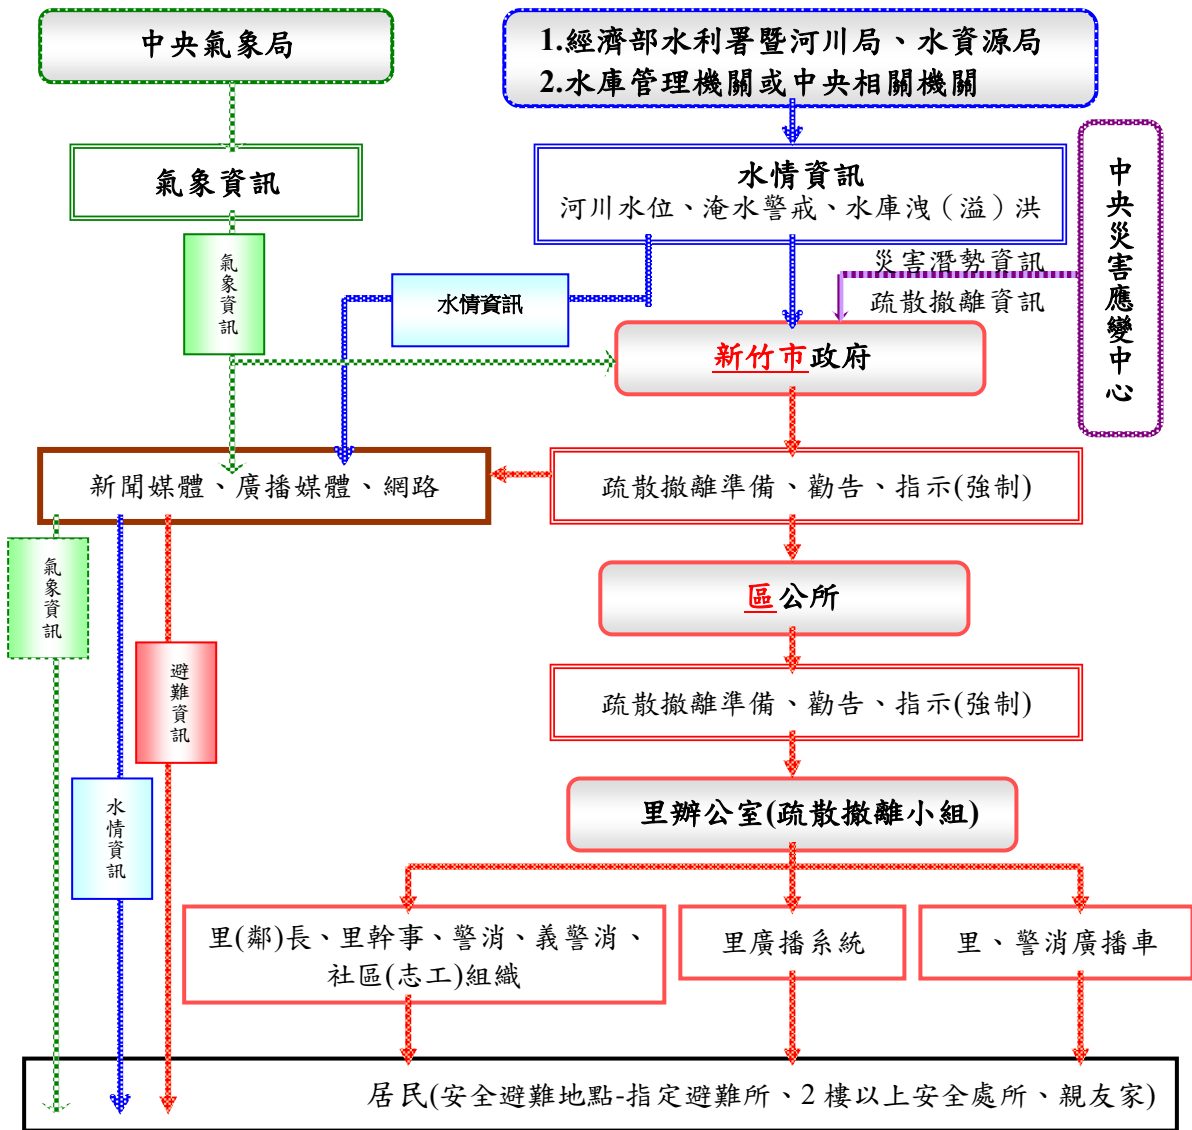 中央氣象局
1.經濟部水利署暨河川局、水資源局
2.水庫管理機關或中央相關機關
中央災害應變中心
氣象資訊
水情資訊
河川水位、淹水警戒、水庫洩（溢）洪
氣象資訊
水情資訊
災害潛勢資訊
疏散撤離資訊
新竹市政府
新聞媒體、廣播媒體、網路
疏散撤離準備、勸告、指示(強制)
氣象資訊
區公所
避難資訊
疏散撤離準備、勸告、指示(強制)
水情資訊
里辦公室(疏散撤離小組)
里(鄰)長、里幹事、警消、義警消、
社區(志工)組織
里廣播系統
里、警消廣播車
居民(安全避難地點-指定避難所、2 樓以上安全處所、親友家)